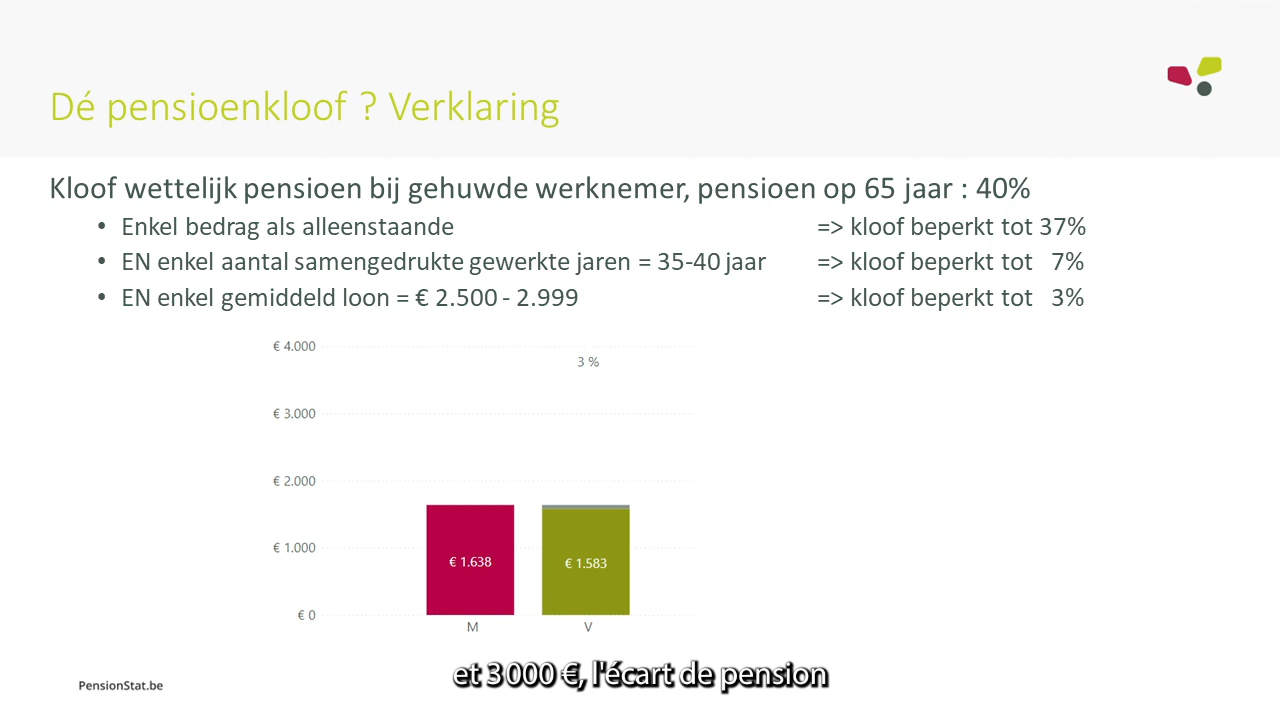 Dé pensioenkloof ? Verklaring
Kloof wettelijk pensioen bij gehuwde werknemer, pensioen op 65 jaar : 40%
• Enkel bedrag als alleenstaande => kloof beperkt tot 37%
• EN enkel aantal samengedrukte gewerkte jaren = 35-40 jaar => kloof beperkt tot 7%
• EN enkel gemiddeld loon = € 2.500 - 2.999 => kloof beperkt tot 3%
€ 4.000
3 %
€ 3.000
€ 2.000
€ 1.000
€ 1.638
€ 1.583
€ 0
M
V
et 3 000 €, l'écart de pension
PensionStat.be